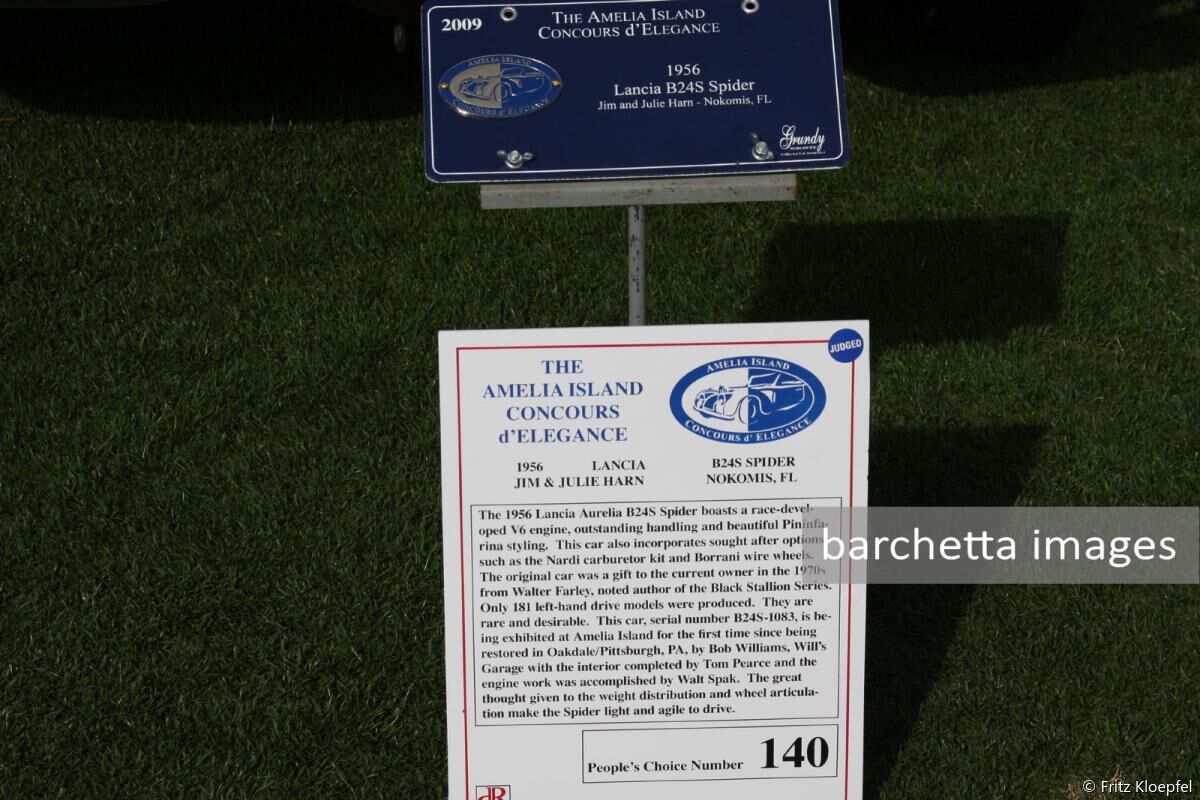 2009
THE AMELIA ISLAND
CONCOURS d'ELEGANCE
AMELIA ISLAND
CONCOURS d'ELEGANCE
1956
Lancia B24S Spider
Jim and Julie Harn - Nokomis, FL
Grundy
JUDGED
THE
AMELIA ISLAND
CONCOURS
d'ELEGANCE
AMELIA ISLAND
CONCOURS d' ELEGANCE
1956 LANCIA B24S SPIDER
JIM & JULIE HARN NOKOMIS, FL
The 1956 Lancia Aurelia B24S Spider boasts a race-devel-
oped V6 engine, outstanding handling and beautiful Pininfa-
rina styling. This car also incorporates sought after options
such as the Nardi carburetor kit and Borrani wire wheels.
The original car was a gift to the current owner in the 1970s
from Walter Farley, noted author of the Black Stallion Series.
Only 181 left-hand drive models were produced. They are
rare and desirable. This car, serial number B24S-1083, is be-
ing exhibited at Amelia Island for the first time since being
restored in Oakdale/Pittsburgh, PA, by Bob Williams, Will's
Garage with the interior completed by Tom Pearce and the
engine work was accomplished by Walt Spak. The great
thought given to the weight distribution and wheel articula-
tion make the Spider light and agile to drive.
People's Choice Number 140
barchetta images
© Fritz Kloepfel